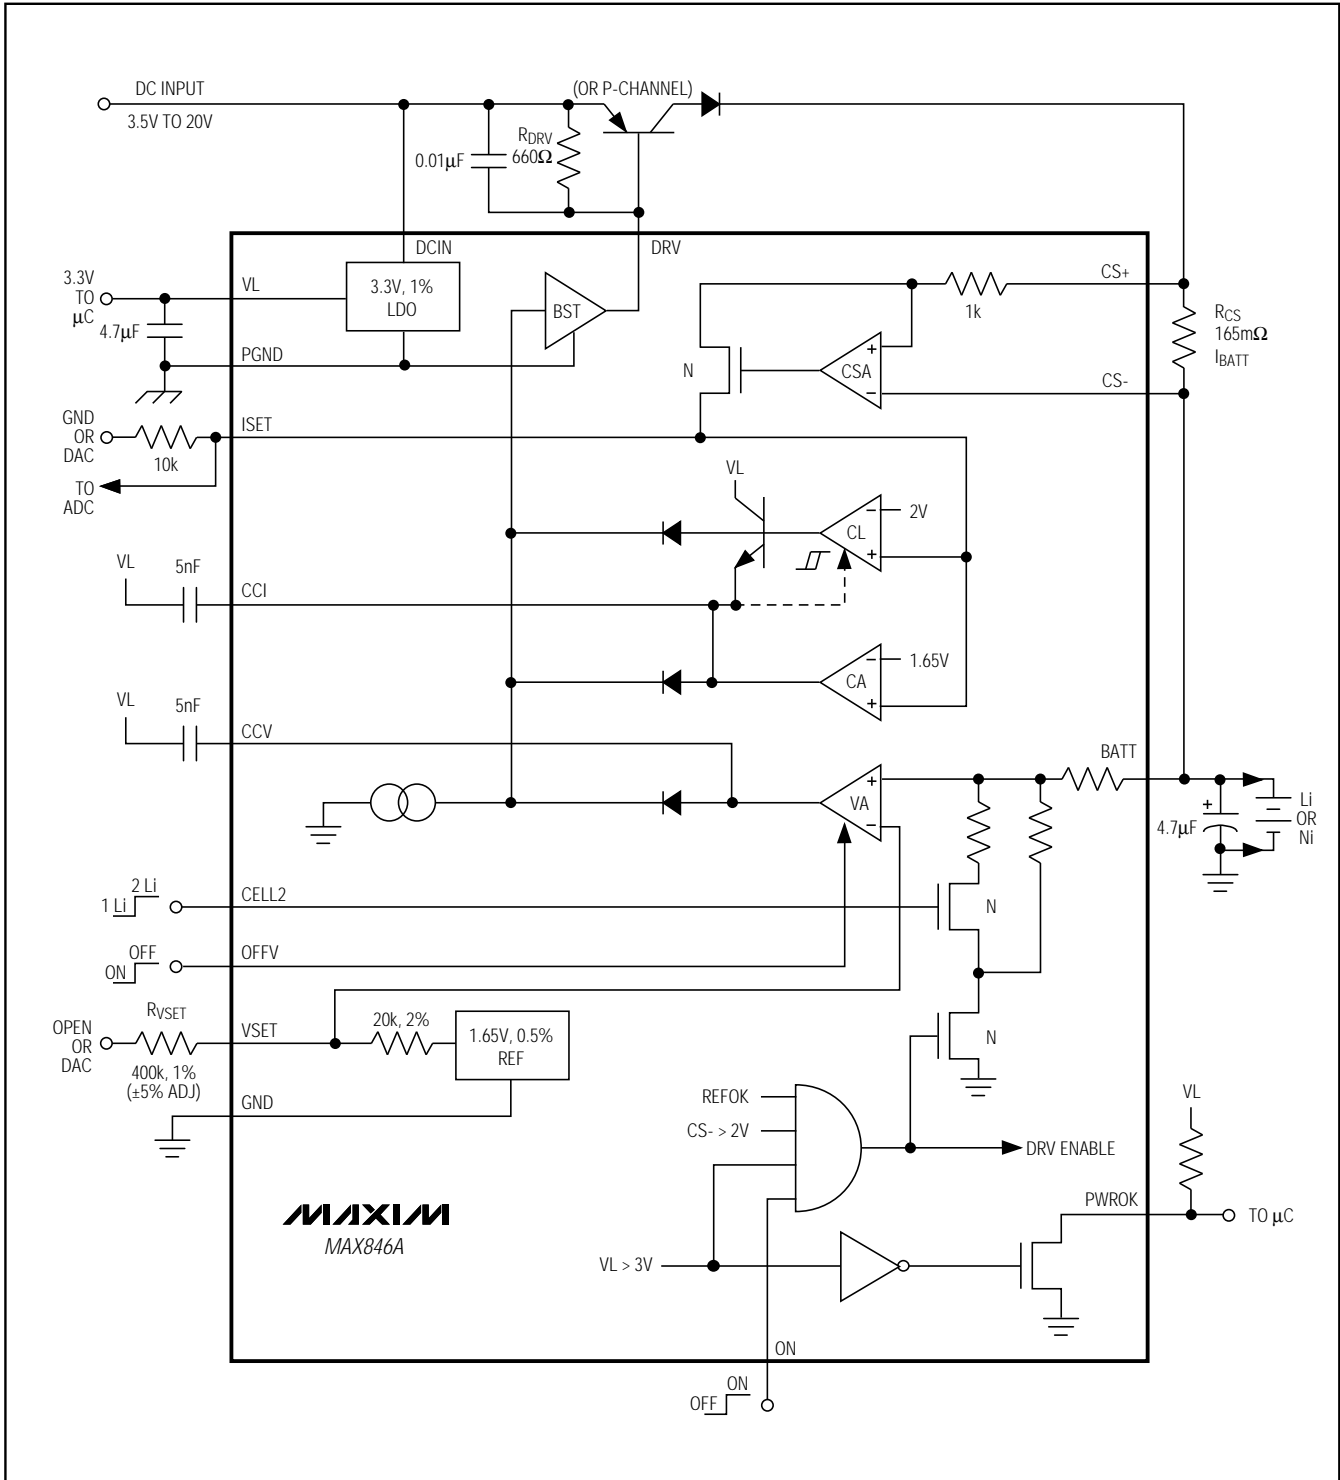 DC INPUT
3.5V TO 20V
(OR P-CHANNEL)
0.01μF
RDRV
660Ω
DCIN
DRV
3.3V
TO
μC
VL
4.7μF
3.3V, 1%
LDO
BST
PGND
CS+
1k
RCS
165mΩ
IBATT
N
CSA
+
−
CS-
GND
OR
DAC
10k
ISET
TO
ADC
VL
CL
−
2V
+
VL
5nF
CCI
CA
−
1.65V
+
VL
5nF
CCV
BATT
VA
+
−
+
4.7μF
Li
OR
Ni
1 Li
2 Li
CELL2
N
ON
OFF
OFFV
OPEN
OR
DAC
RVSET
400k, 1%
(±5% ADJ)
VSET
20k, 2%
1.65V, 0.5%
REF
N
GND
REFOK
CS- > 2V
DRV ENABLE
VL
PWROK
TO μC
MAXIM
MAX846A
VL > 3V
ON
OFF
ON